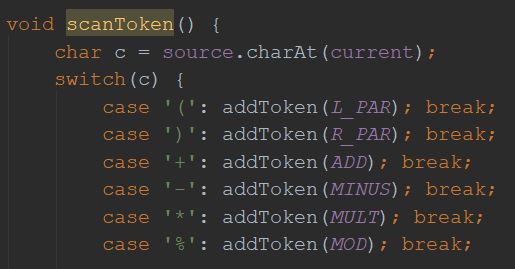 void scanToken() {
char c = source.charAt(current);
switch(c) {
case '(': addToken(L_PAR); break;
case ')': addToken(R_PAR); break;
case '+': addToken(ADD); break;
case '-': addToken(MINUS); break;
case '*': addToken(MULT); break;
case '%': addToken(MOD); break;